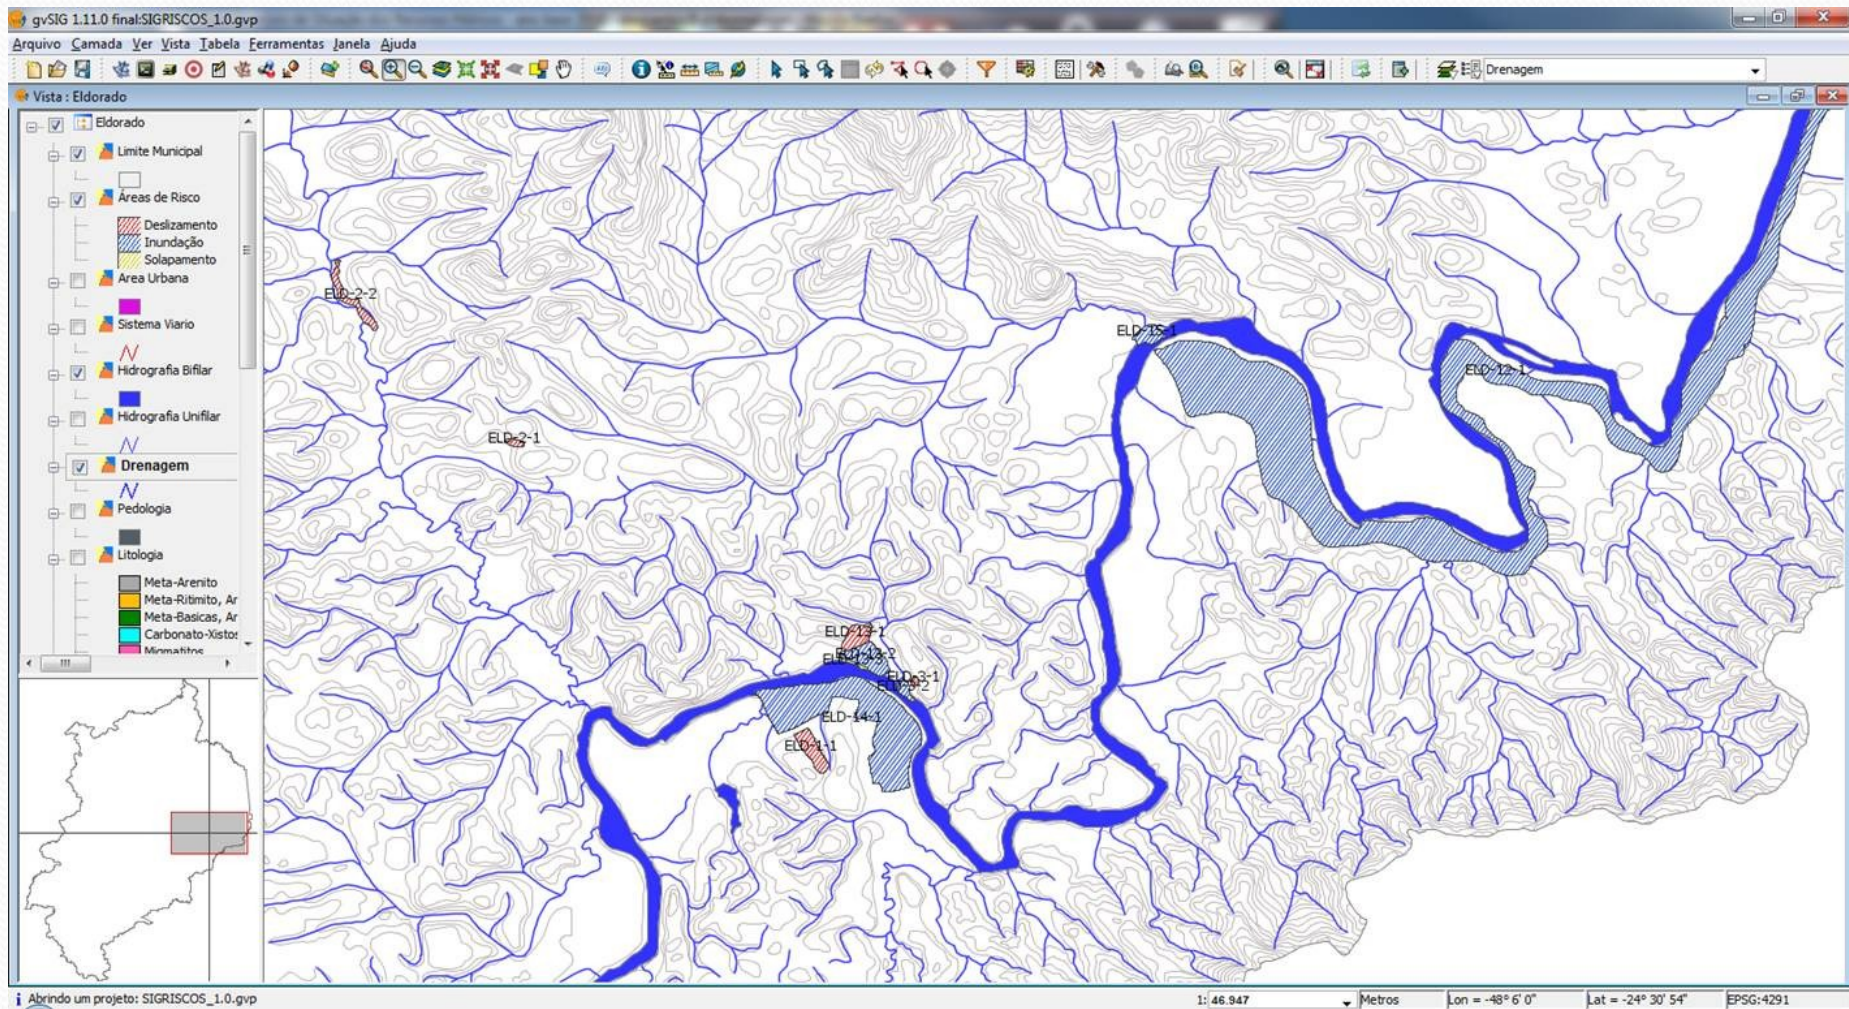 gvSIG 1.11.0 final:SIGRISCOS_1.0.gvp
Arquivo Camada Ver Vista Tabela Ferramentas Janela Ajuda
Drenagem
Vista : Eldorado
Eldorado
Limite Municipal
Áreas de Risco
Deslizamento
Inundação
Solapamento
Area Urbana
Sistema Viario
Hidrografia Bifilar
Hidrografia Unifilar
Drenagem
Pedologia
Litologia
Meta-Arenito
Meta-Ritimito, Ar
Meta-Basicas, Ar
Carbonato-Xistos
Migmatitos
ELD-2-2
ELD-15-1
ELD-12-1
ELD-2-1
ELD-13-1
ELD-13-2
ELD-3-1
ELD-3-2
ELD-14-1
ELD-1-1
Abrindo um projeto: SIGRISCOS_1.0.gvp
1: 46.947
Metros
Lon = -48° 6' 0"
Lat = -24° 30' 54"
EPSG:4291